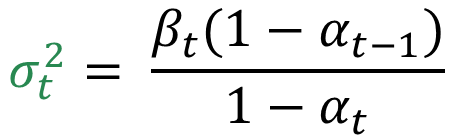 σ_t^2 = β_t(1 − α_{t−1}) / 1 − α_t